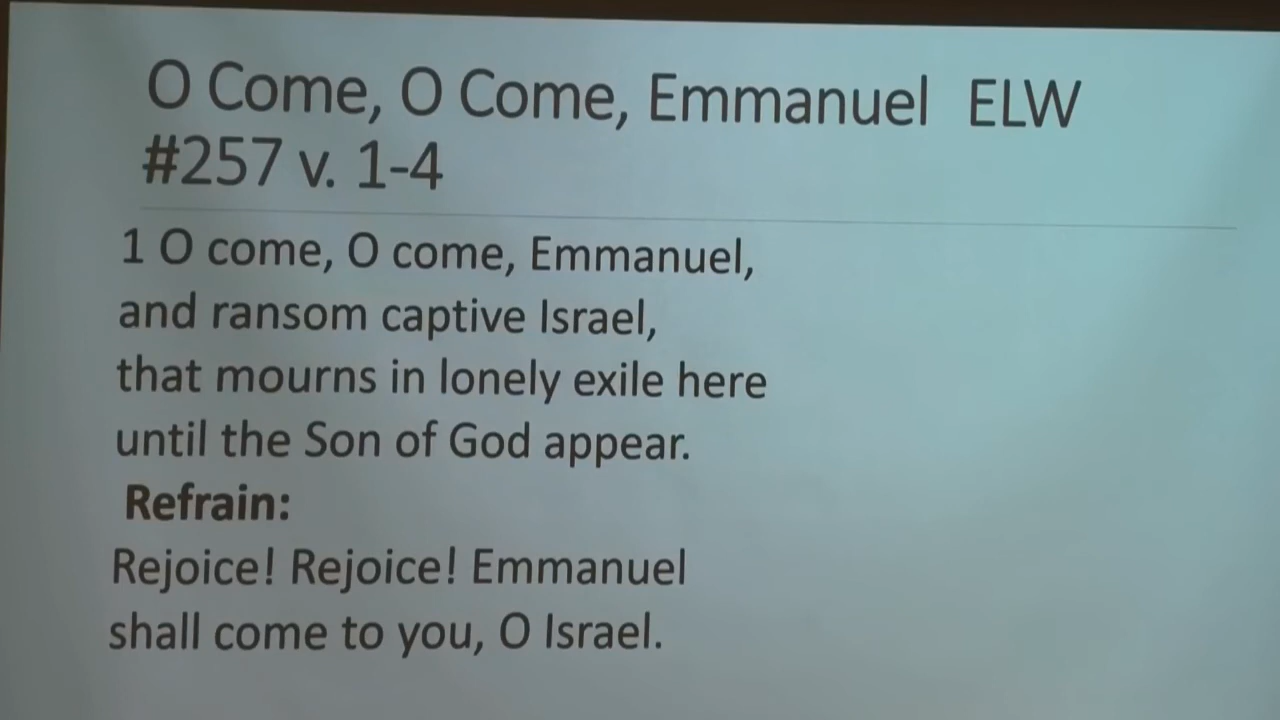 O Come, O Come, Emmanuel ELW
#257 v. 1-4
1 O come, O come, Emmanuel,
and ransom captive Israel,
that mourns in lonely exile here
until the Son of God appear.
Refrain:
Rejoice! Rejoice! Emmanuel
shall come to you, O Israel.